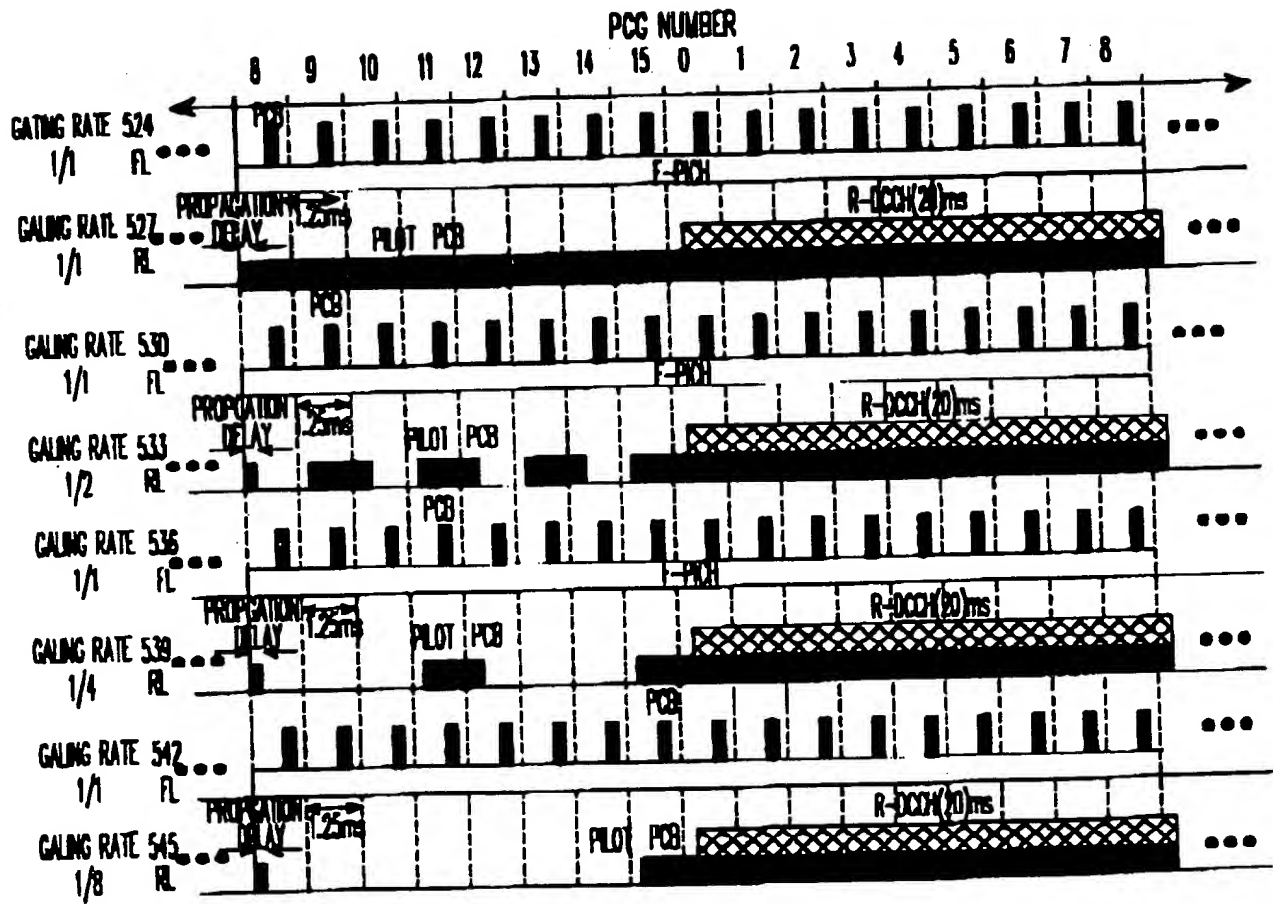 PCG NUMBER
8 9 10 11 12 13 14 15 0 1 2 3 4 5 6 7 8
GATING RATE 524
1/1 FL
PCB
F-PICH
GALING RATE 527
1/1 RL
PROPAGATION
DELAY
1.25ms
PILOT PCB
R-DCCH(20)ms
GALING RATE 530
1/1 FL
PCB
F-PICH
GALING RATE 533
1/2 RL
PROPGATION
DELAY
.25ms
PILOT PCB
R-DCCH(20)ms
GALING RATE 536
1/1 FL
PCB
F-PICH
GALING RATE 539
1/4 RL
PROPGATION
DELAY
1.25ms
PILOT PCB
R-DCCH(20)ms
GALING RATE 542
1/1 FL
PCB
GALING RATE 545
1/8 RL
PROPGATION
DELAY
1.25ms
PILOT PCB
R-DCCH(20)ms